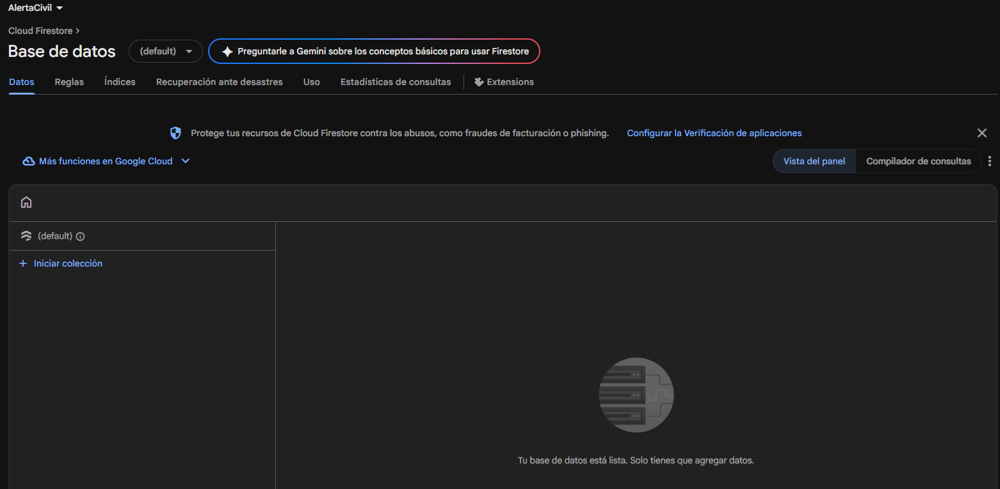 AlertaCivil
Cloud Firestore
Base de datos
(default)
Preguntarle a Gemini sobre los conceptos básicos para usar Firestore
Datos
Reglas
Índices
Recuperación ante desastres
Uso
Estadísticas de consultas
Extensions
Protege tus recursos de Cloud Firestore contra los abusos, como fraudes de facturación o phishing.
Configurar la Verificación de aplicaciones
Más funciones en Google Cloud
Vista del panel
Compilador de consultas
(default)
+ Iniciar colección
Tu base de datos está lista. Solo tienes que agregar datos.